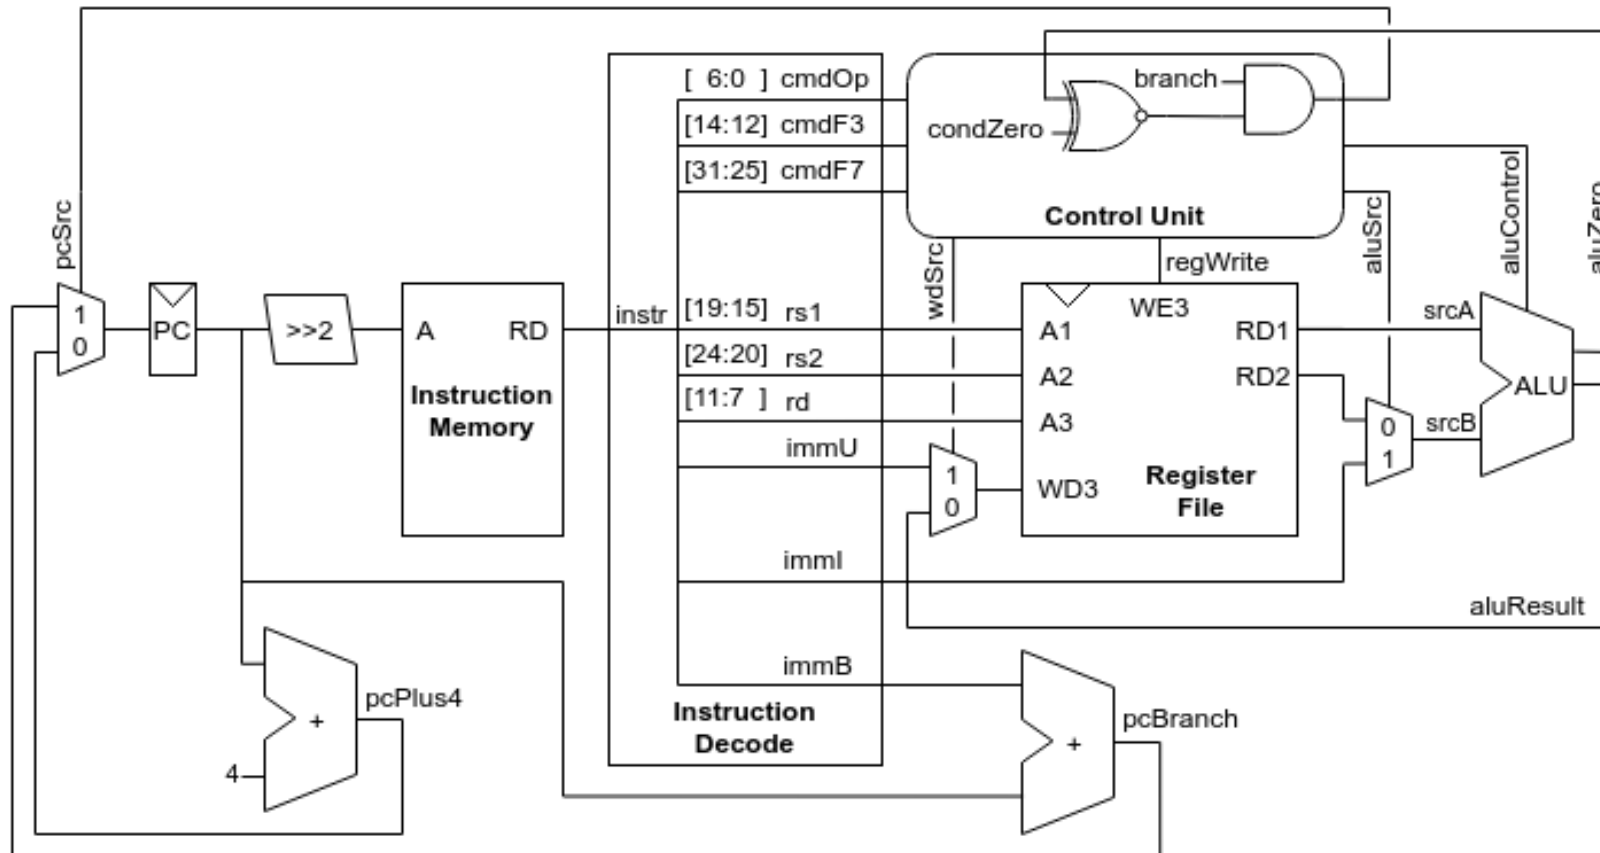 [ 6:0 ] cmdOp
branch
[14:12] cmdF3
condZero
[31:25] cmdF7
Control Unit
pcSrc
wdSrc
regWrite
aluSrc
aluControl
aluZero
1
0
PC
>>2
A
RD
Instruction
Memory
instr
[19:15] rs1
[24:20] rs2
[11:7 ] rd
immU
1
0
A1
A2
A3
WD3
WE3
RD1
RD2
Register
File
srcA
0
1
srcB
ALU
immI
aluResult
immB
Instruction
Decode
+
pcPlus4
4
+
pcBranch